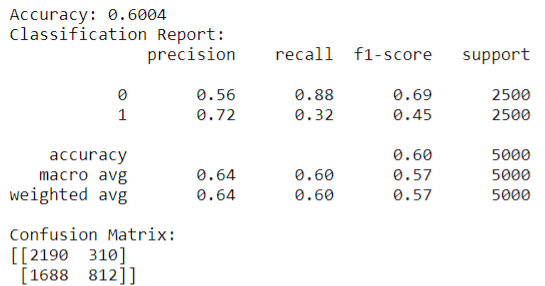 Accuracy: 0.6004
Classification Report:
precision recall f1-score support
0 0.56 0.88 0.69 2500
1 0.72 0.32 0.45 2500
accuracy 0.60 5000
macro avg 0.64 0.60 0.57 5000
weighted avg 0.64 0.60 0.57 5000
Confusion Matrix:
[[2190 310]
[1688 812]]